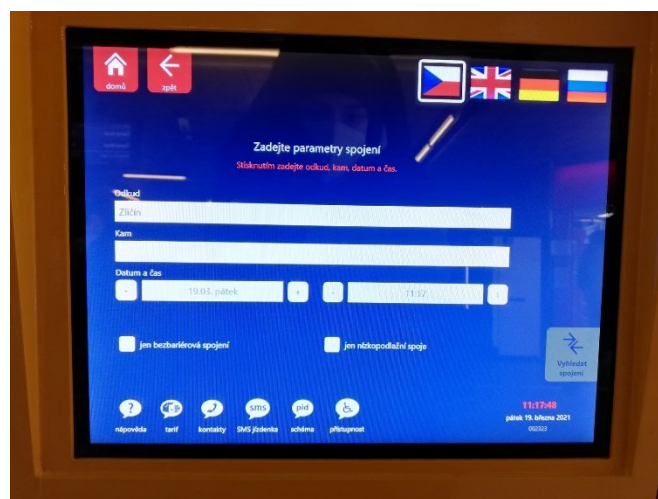 domů
zpět
Zadejte parametry spojení
Stisknutím zadejte odkud, kam, datum a čas.
Odkud
Zličín
Kam
Datum a čas
- 19.03. pátek + - 11:17 +
jen bezbariérová spojení
jen nízkopodlažní spoje
Vyhledat
spojení
? sms pid
nápověda tarif kontakty SMS jízdenka schéma přístupnost
11:17:48
pátek 19. března 2021
002323